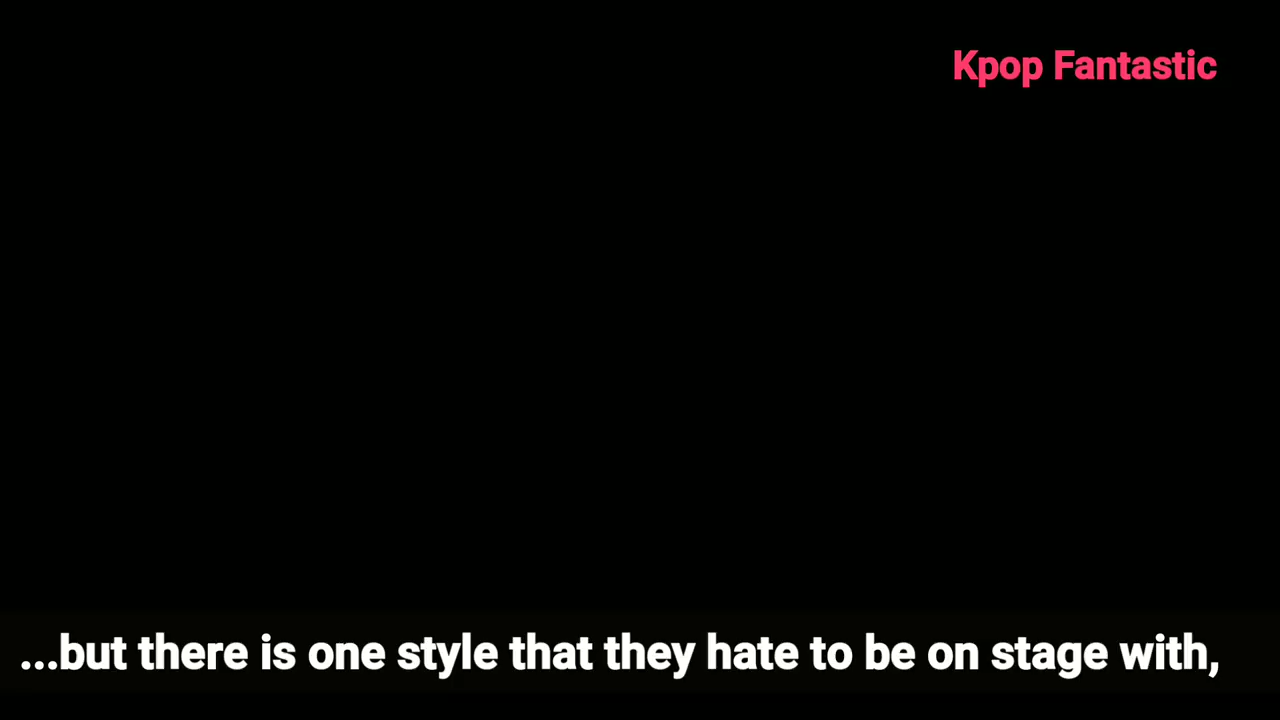 Kpop Fantastic
...but there is one style that they hate to be on stage with,